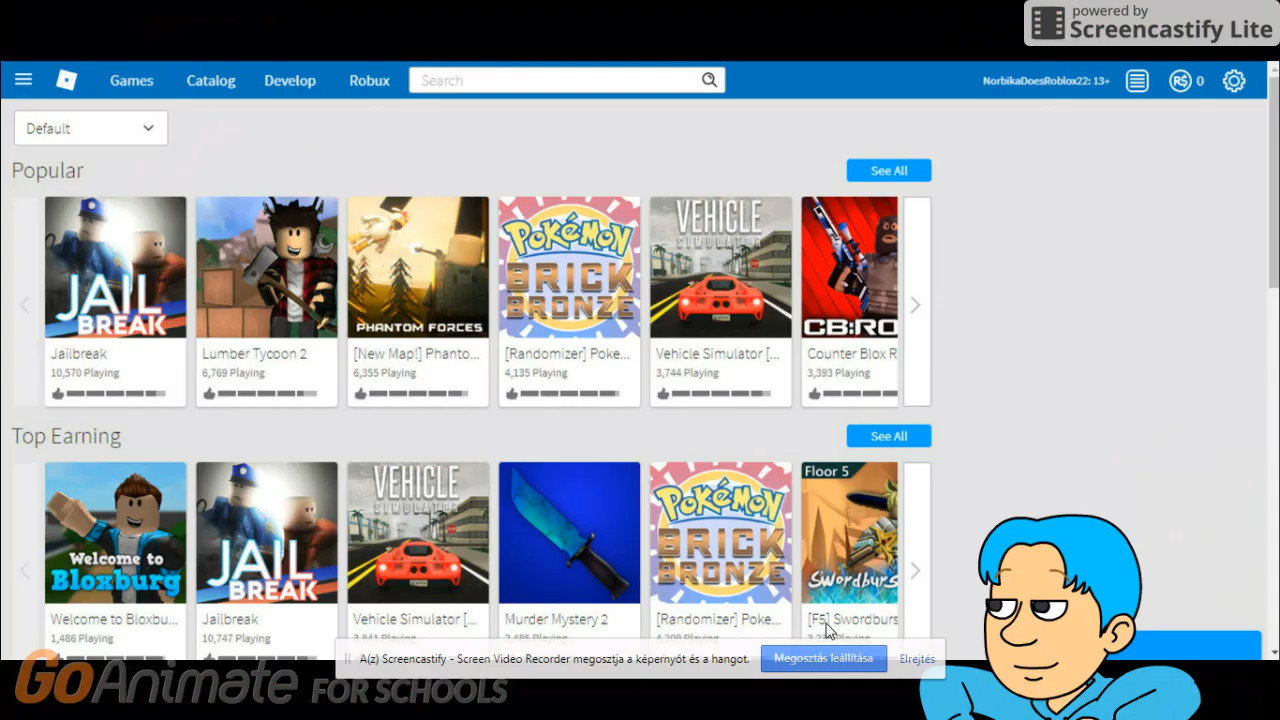 powered by
Screencastify Lite
Games Catalog Develop Robux Search NorbikaDoesRoblox22: 13+ R$ 0
Default
Popular See All
JAIL BREAK
PHANTOM FORCES
POKéMON BRICK BRONZE
VEHICLE SIMULATOR
CB:RO
Jailbreak Lumber Tycoon 2 [New Map!] Phanto... [Randomizer] Poke... Vehicle Simulator [... Counter Blox R
10,570 Playing 6,769 Playing 6,355 Playing 4,135 Playing 3,744 Playing 3,393 Playing
Top Earning See All
Welcome to Bloxburg
JAIL BREAK
VEHICLE SIMULATOR
POKéMON BRICK BRONZE
Floor 5
Swordburs
Welcome to Bloxbu... Jailbreak Vehicle Simulator [... Murder Mystery 2 [Randomizer] Poke... [F5] Swordburs
1,486 Playing 10,747 Playing
A(z) Screencastify - Screen Video Recorder megosztja a képernyőt és a hangot. Megosztás leállítása Elrejtés
GoAnimate FOR SCHOOLS